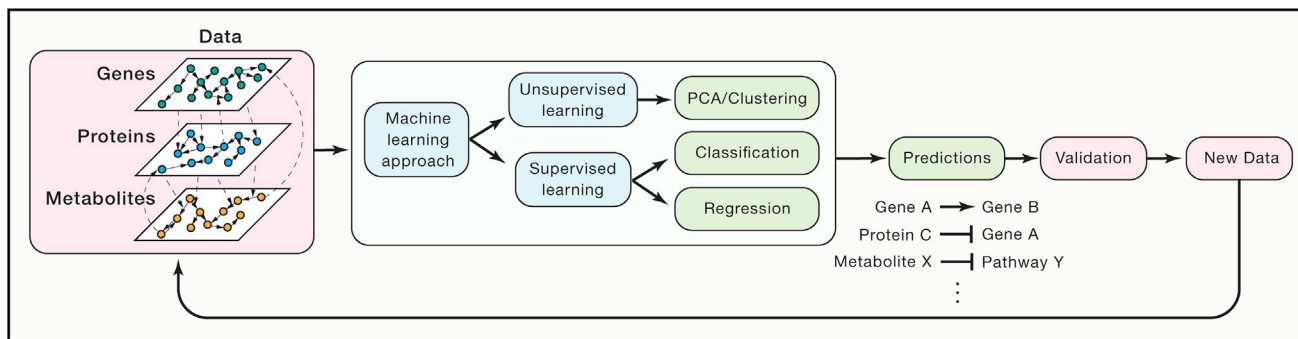 Data
Genes
Proteins
Metabolites
Machine
learning
approach
Unsupervised
learning
Supervised
learning
PCA/Clustering
Classification
Regression
Predictions
Validation
New Data
Gene A Gene B
Protein C Gene A
Metabolite X Pathway Y
⋮